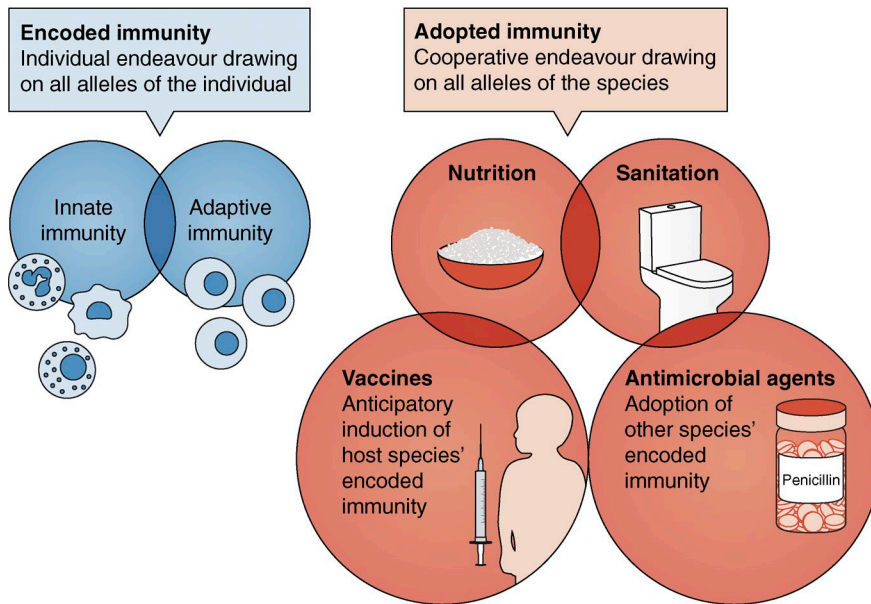 Encoded immunity
Individual endeavour drawing
on all alleles of the individual
Adopted immunity
Cooperative endeavour drawing
on all alleles of the species
Innate
immunity
Adaptive
immunity
Nutrition
Sanitation
Vaccines
Anticipatory
induction of
host species’
encoded
immunity
Antimicrobial agents
Adoption of
other species’
encoded
immunity
Penicillin